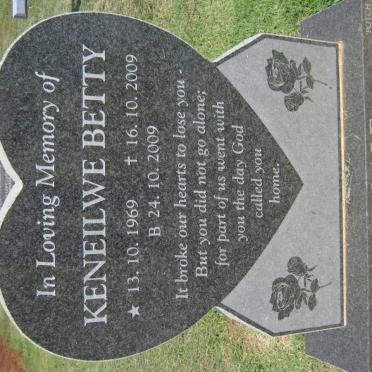 In Loving Memory of
KENEILWE BETTY
★ 13. 10. 1969 † 16. 10. 2009
B 24. 10. 2009
It broke our hearts to lose you -
But you did not go alone;
for part of us went with
you the day God
called you
home.